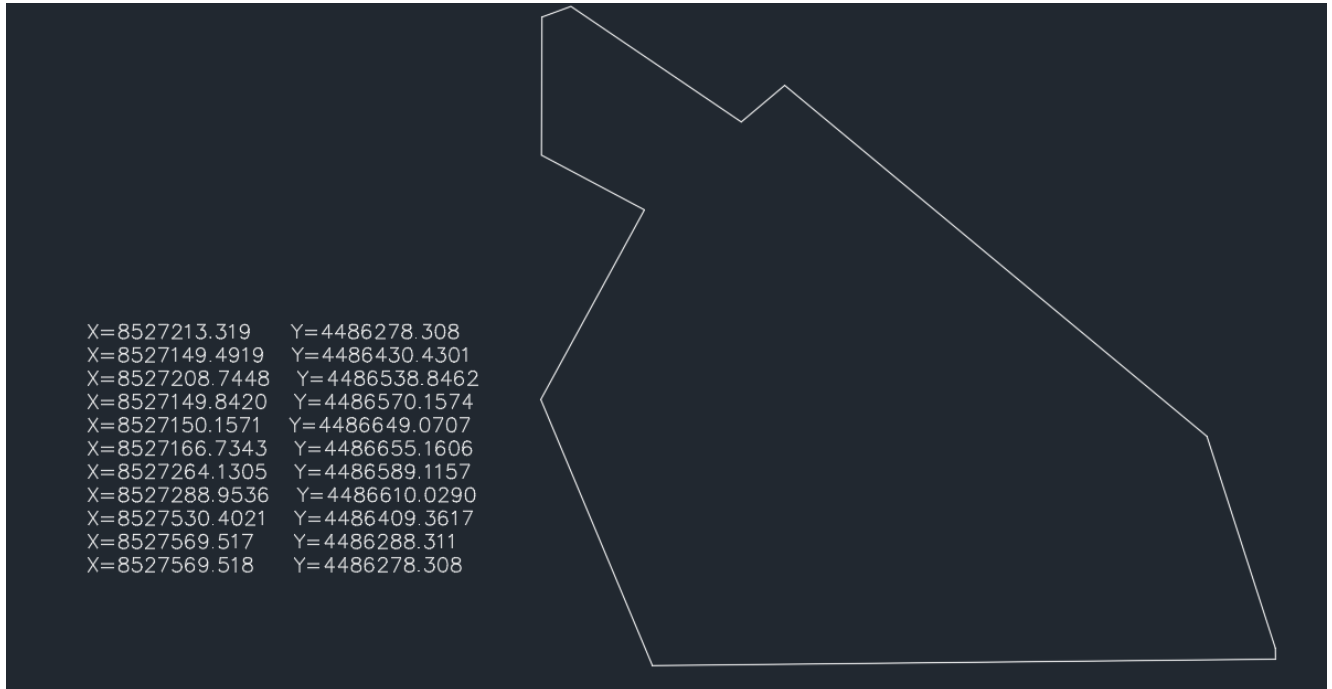 X=8527213.319 Y=4486278.308
X=8527149.4919 Y=4486430.4301
X=8527208.7448 Y=4486538.8462
X=8527149.8420 Y=4486570.1574
X=8527150.1571 Y=4486649.0707
X=8527166.7343 Y=4486655.1606
X=8527264.1305 Y=4486589.1157
X=8527288.9536 Y=4486610.0290
X=8527530.4021 Y=4486409.3617
X=8527569.517 Y=4486288.311
X=8527569.518 Y=4486278.308